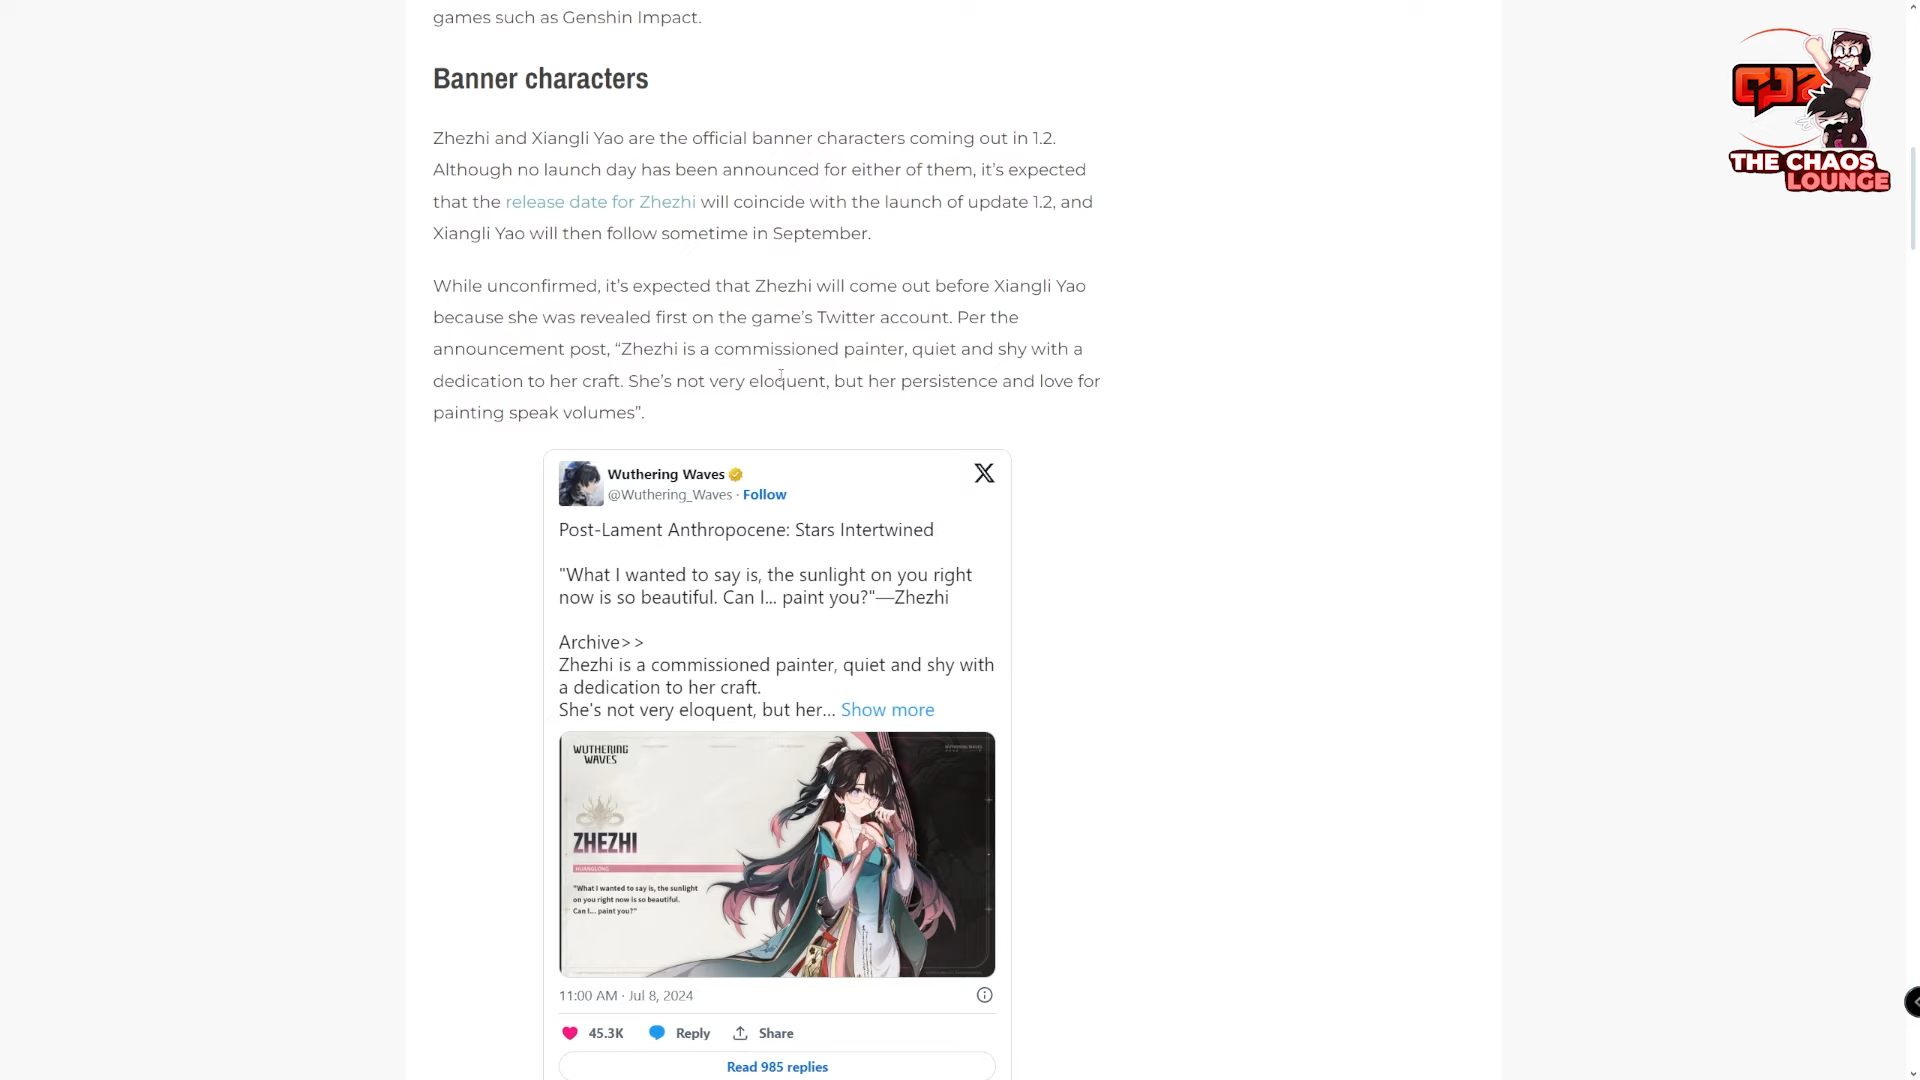 games such as Genshin Impact.
Banner characters
Zhezhi and Xiangli Yao are the official banner characters coming out in 1.2.
Although no launch day has been announced for either of them, it’s expected
that the release date for Zhezhi will coincide with the launch of update 1.2, and
Xiangli Yao will then follow sometime in September.
While unconfirmed, it’s expected that Zhezhi will come out before Xiangli Yao
because she was revealed first on the game’s Twitter account. Per the
announcement post, “Zhezhi is a commissioned painter, quiet and shy with a
dedication to her craft. She’s not very eloquent, but her persistence and love for
painting speak volumes”.
Wuthering Waves
@Wuthering_Waves · Follow
Post-Lament Anthropocene: Stars Intertwined
"What I wanted to say is, the sunlight on you right
now is so beautiful. Can I... paint you?"—Zhezhi
Archive>>
Zhezhi is a commissioned painter, quiet and shy with
a dedication to her craft.
She's not very eloquent, but her... Show more
WUTHERING
WAVES
ZHEZHI
HUANGLONG
"What I wanted to say is, the sunlight
on you right now is so beautiful.
Can I... paint you?"
11:00 AM · Jul 8, 2024
45.3K Reply Share
Read 985 replies
THE CHAOS
LOUNGE